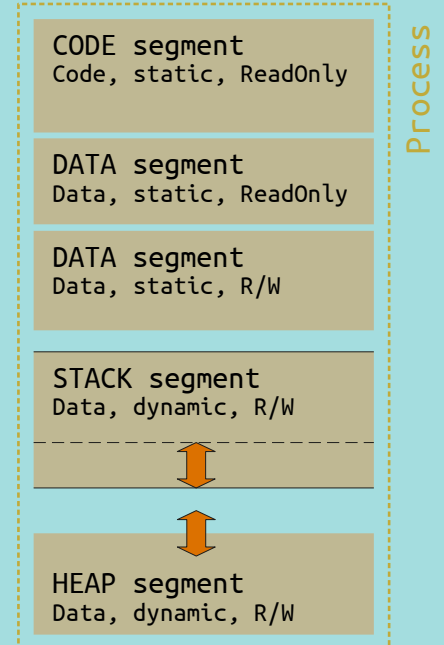 CODE segment
Code, static, ReadOnly
DATA segment
Data, static, ReadOnly
DATA segment
Data, static, R/W
STACK segment
Data, dynamic, R/W
HEAP segment
Data, dynamic, R/W
Process